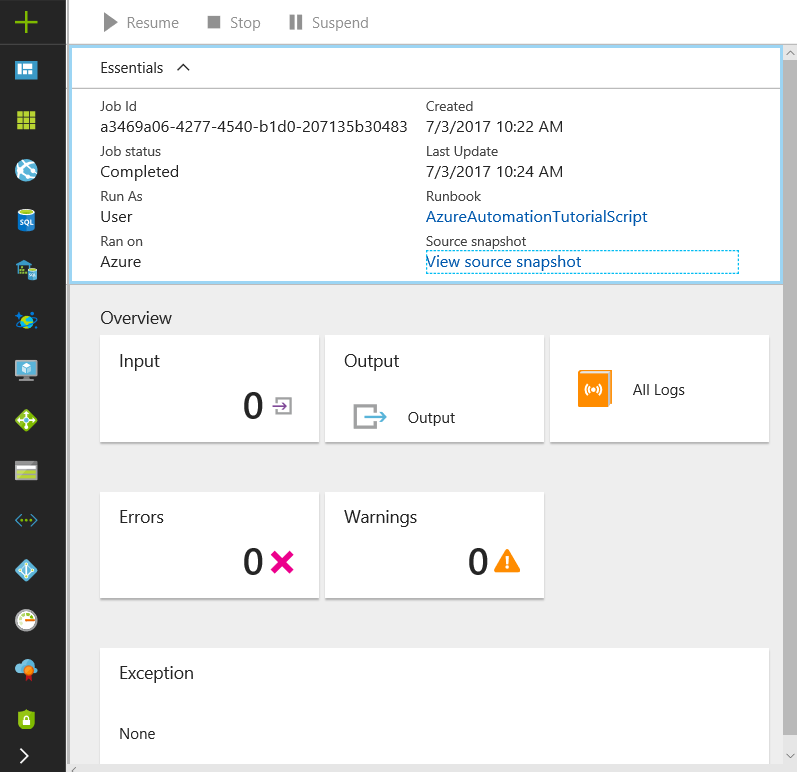 Resume Stop Suspend
Essentials
Job Id
a3469a06-4277-4540-b1d0-207135b30483
Job status
Completed
Run As
User
Ran on
Azure
Created
7/3/2017 10:22 AM
Last Update
7/3/2017 10:24 AM
Runbook
AzureAutomationTutorialScript
Source snapshot
View source snapshot
SQL
Overview
Input
0
Output
Output
All Logs
Errors
0
Warnings
0
Exception
None